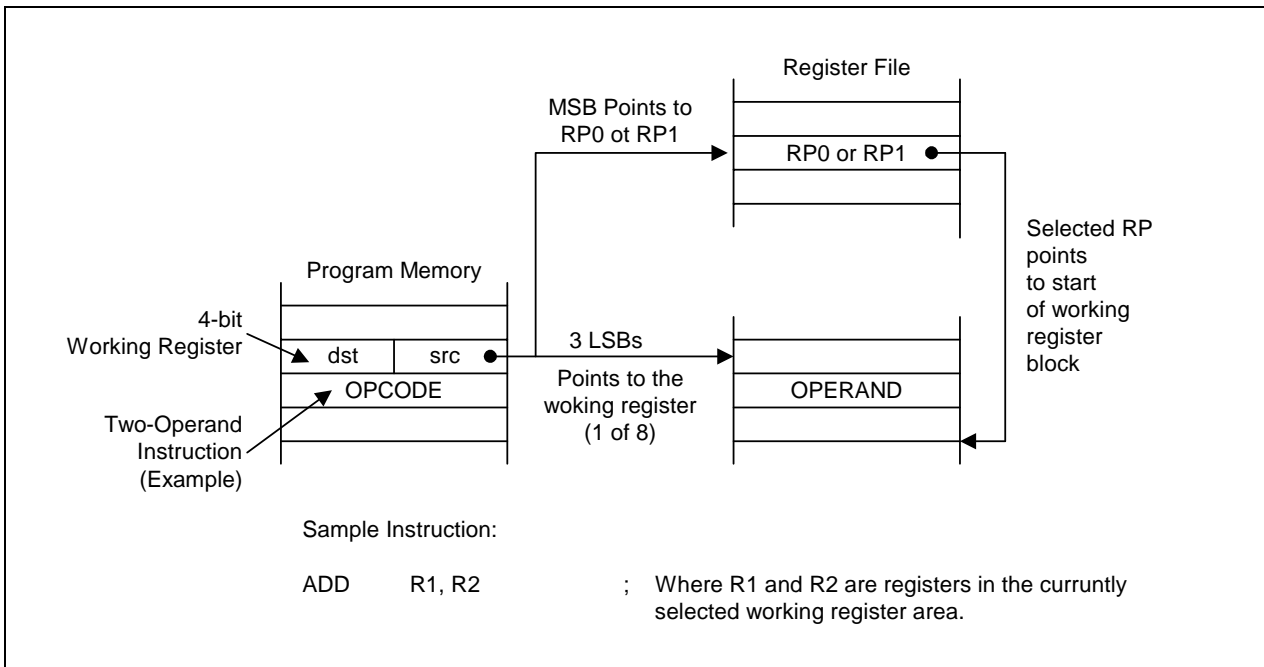 Register File
MSB Points to
RP0 ot RP1
RP0 or RP1
Selected RP
points
to start
of working
register
block
Program Memory
4-bit
Working Register
dst src
3 LSBs
OPCODE
Points to the
woking register
(1 of 8)
OPERAND
Two-Operand
Instruction
(Example)
Sample Instruction:
ADD R1, R2 ; Where R1 and R2 are registers in the curruntly
selected working register area.